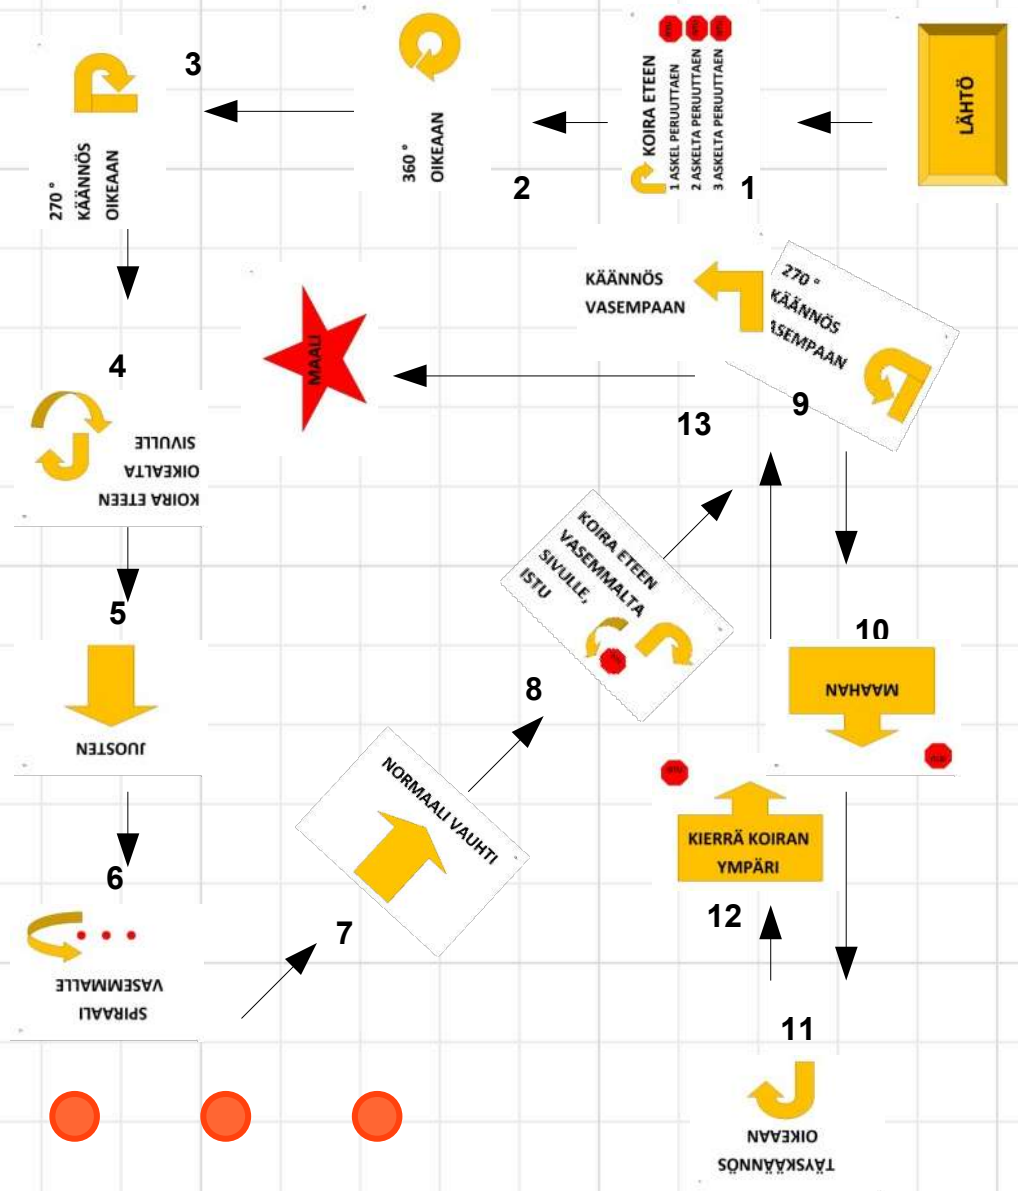 LÄHTÖ
1
KOIRA ETEEN
1 ASKEL PERUUTTAEN
2 ASKELTA PERUUTTAEN
3 ASKELTA PERUUTTAEN
2
360 °
OIKEAAN
3
270 °
KÄÄNNÖS
OIKEAAN
4
KOIRA ETEEN
OIKEALTA
SIVULLE
5
JUOSTEN
6
SPIRAALI
VASEMMALLE
7
NORMAALI VAUHTI
8
KOIRA ETEEN
VASEMMALTA
SIVULLE,
ISTU
9
270 °
KÄÄNNÖS
ASEMPAAN
10
MAAHAN
11
TÄYSKÄÄNNÖS
OIKEAAN
12
KIERRÄ KOIRAN
YMPÄRI
13
KÄÄNNÖS
VASEMPAAN
MAALI